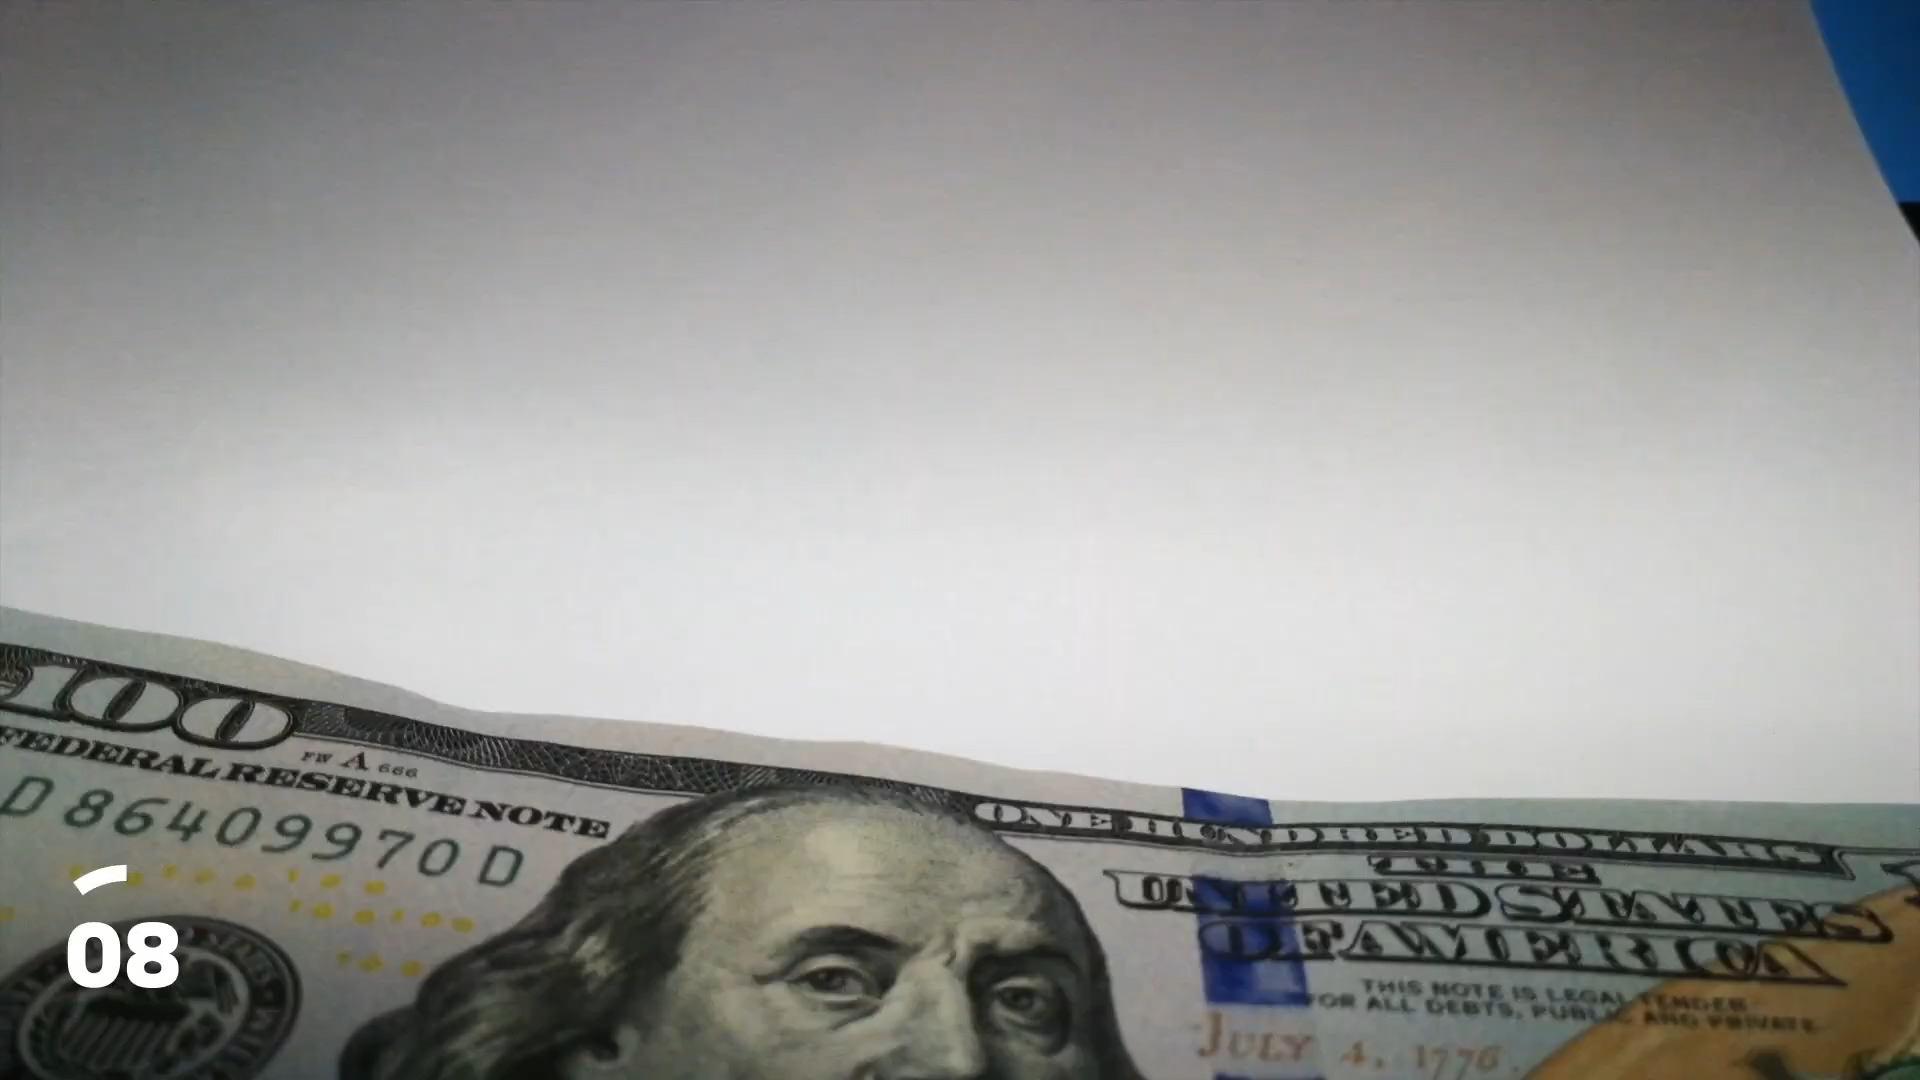 100
FW A 666
FEDERAL RESERVE NOTE
D 86409970 D
ONE HUNDRED DOLLARS
THE
UNITED STATES
OF AMERICA
THIS NOTE IS LEGAL TENDER
FOR ALL DEBTS, PUBLIC AND PRIVATE
JULY 4, 1776.
08